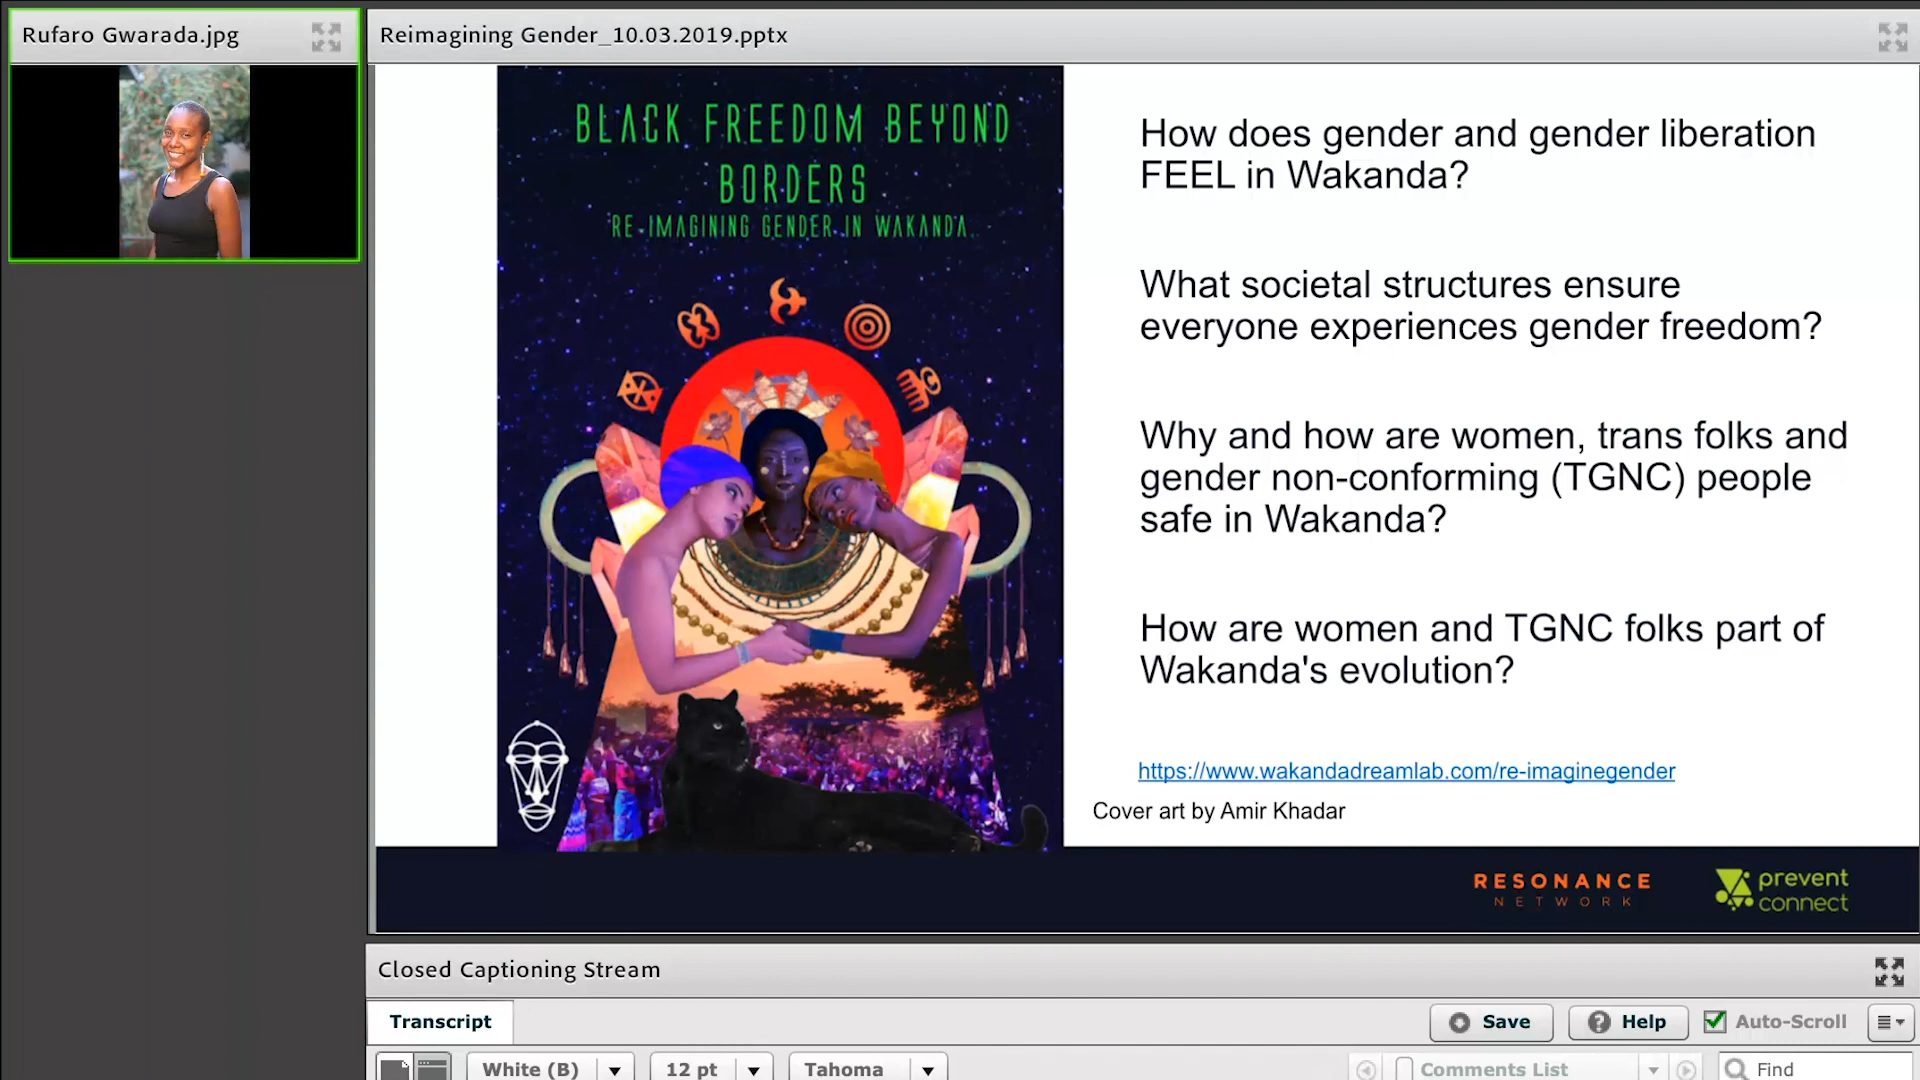 Rufaro Gwarada.jpg
Reimagining Gender_10.03.2019.pptx
BLACK FREEDOM BEYOND
BORDERS
RE-IMAGINING GENDER IN WAKANDA
How does gender and gender liberation
FEEL in Wakanda?
What societal structures ensure
everyone experiences gender freedom?
Why and how are women, trans folks and
gender non-conforming (TGNC) people
safe in Wakanda?
How are women and TGNC folks part of
Wakanda's evolution?
https://www.wakandadreamlab.com/re-imaginegender
Cover art by Amir Khadar
RESONANCE
NETWORK
prevent
connect
Closed Captioning Stream
Transcript
Save
Help
Auto-Scroll
White (B)
12 pt
Tahoma
Comments List
Find